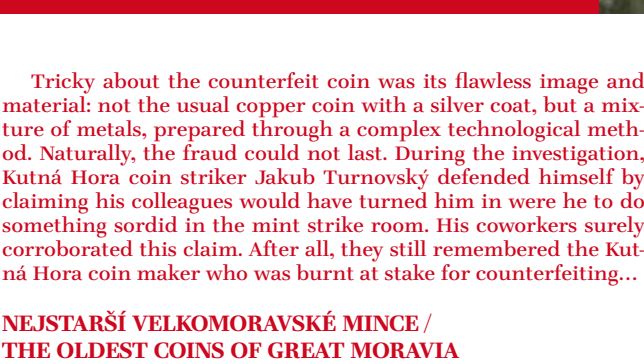 Tricky about the counterfeit coin was its flawless image and
material: not the usual copper coin with a silver coat, but a mix-
ture of metals, prepared through a complex technological meth-
od. Naturally, the fraud could not last. During the investigation,
Kutná Hora coin striker Jakub Turnovský defended himself by
claiming his colleagues would have turned him in were he to do
something sordid in the mint strike room. His coworkers surely
corroborated this claim. After all, they still remembered the Kut-
ná Hora coin maker who was burnt at stake for counterfeiting…
NEJSTARŠÍ VELKOMORAVSKÉ MINCE /
THE OLDEST COINS OF GREAT MORAVIA